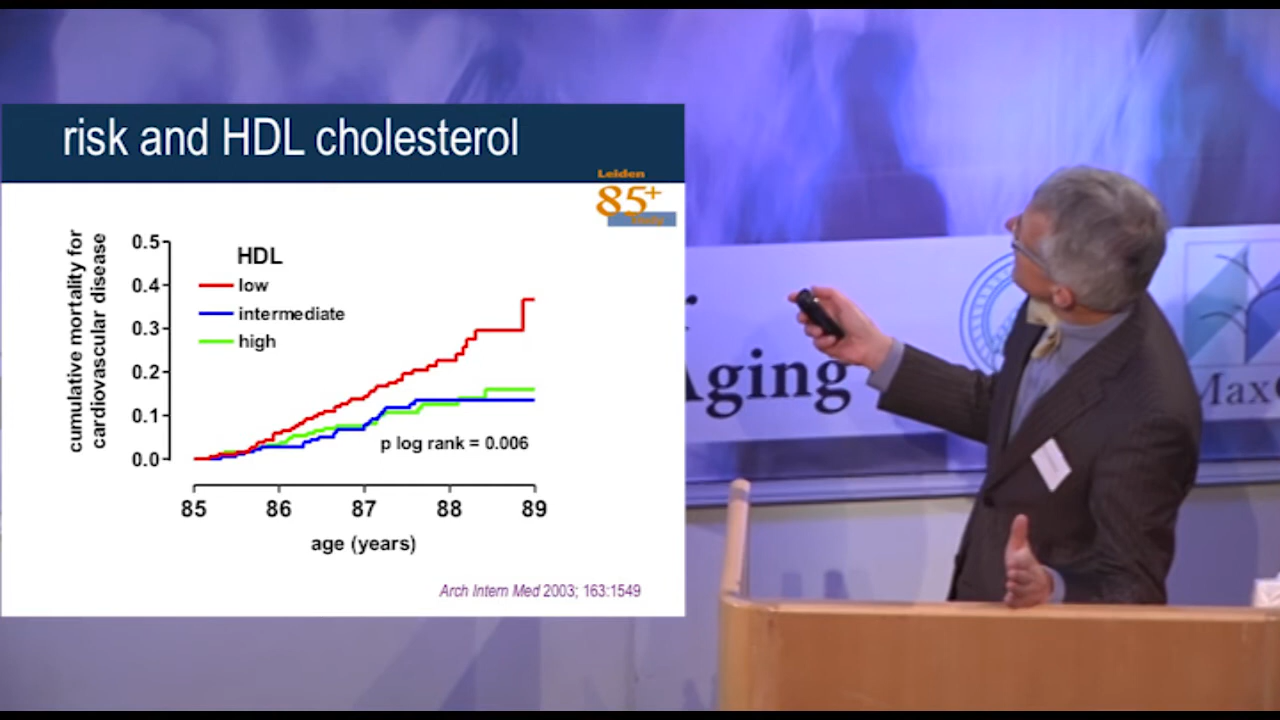 risk and HDL cholesterol
Leiden
85+
cumulative mortality for
cardiovascular disease
0.5
0.4
0.3
0.2
0.1
0.0
HDL
low
intermediate
high
p log rank = 0.006
85 86 87 88 89
age (years)
Arch Intern Med 2003; 163:1549
Aging
Max